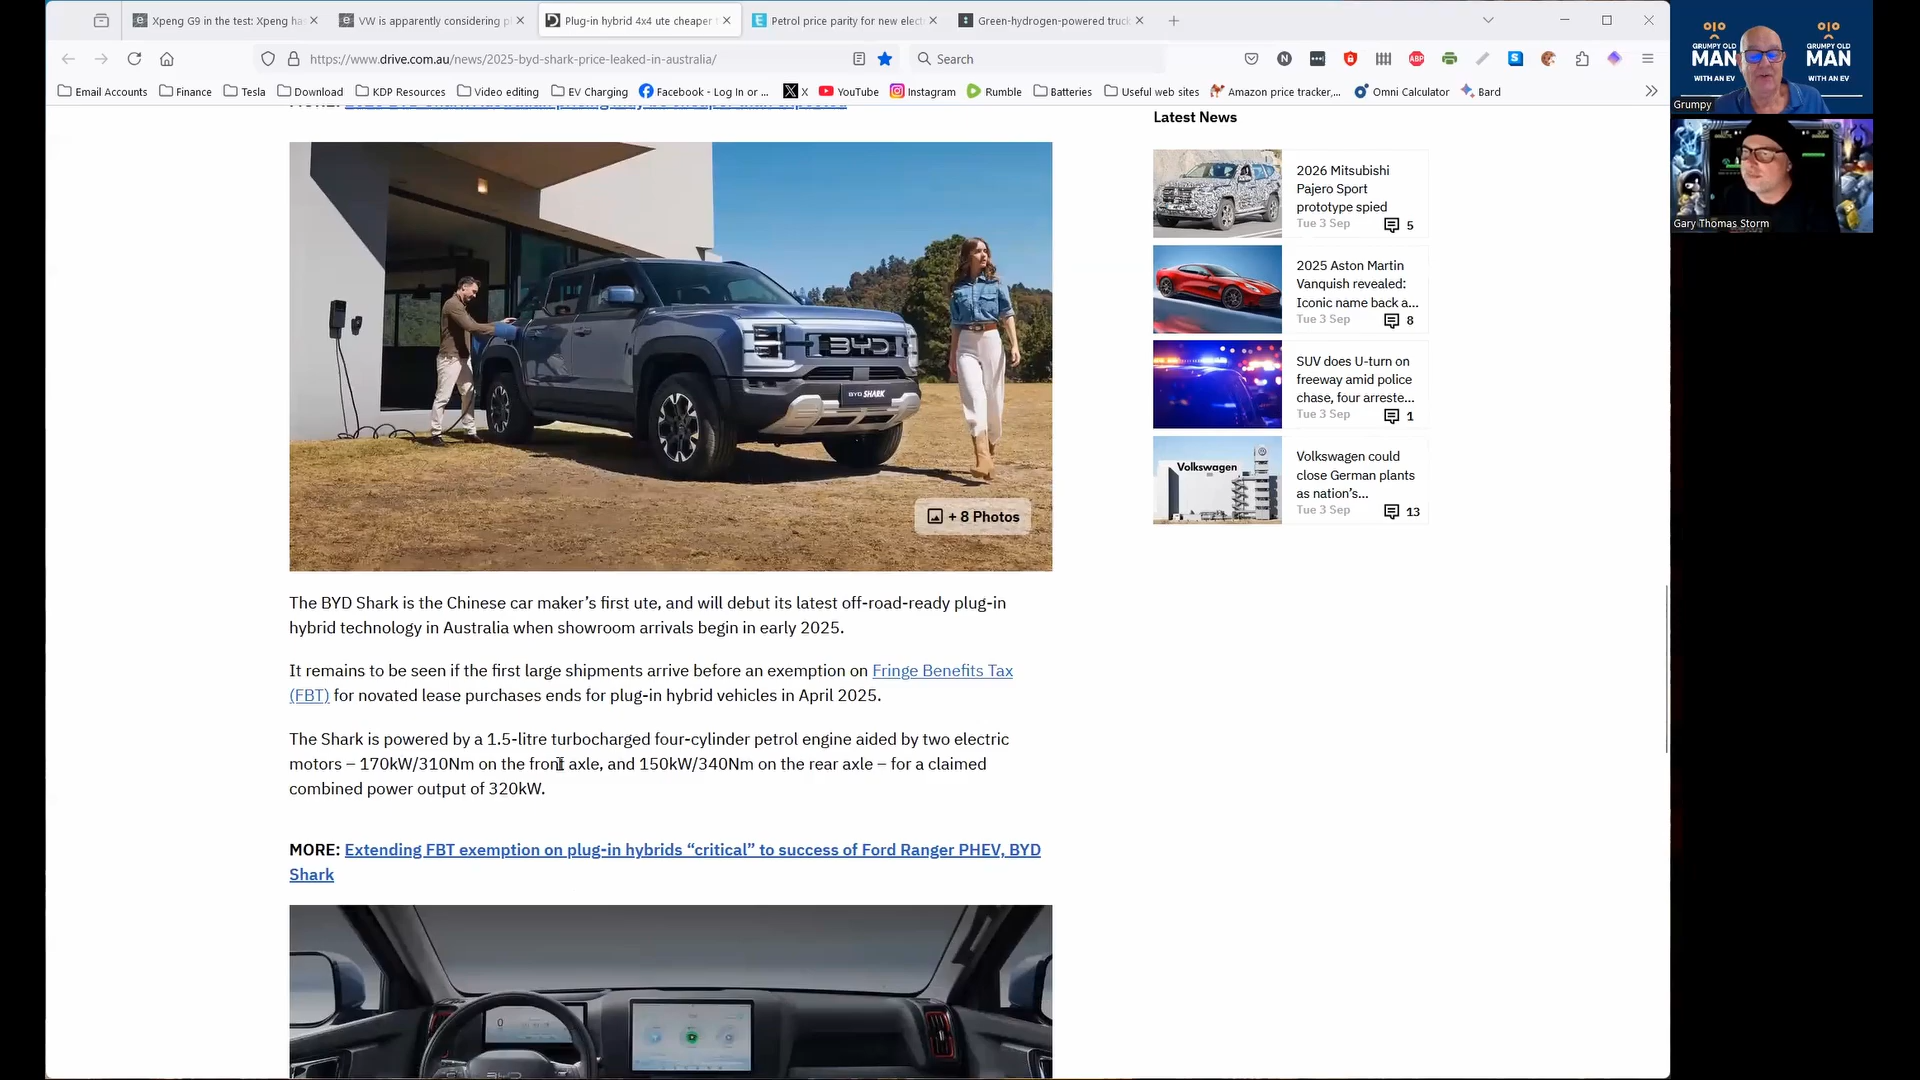 Xpeng G9 in the test: Xpeng ha
VW is apparently considering pl
Plug-in hybrid 4x4 ute cheaper
Petrol price parity for new elect
Green-hydrogen-powered truck
https://www.drive.com.au/news/2025-byd-shark-price-leaked-in-australia/
Search
Email Accounts
Finance
Tesla
Download
KDP Resources
Video editing
EV Charging
Facebook - Log In or ...
X
YouTube
Instagram
Rumble
Batteries
Useful web sites
Amazon price tracker,...
Omni Calculator
Bard
BYD
BYD SHARK
+ 8 Photos
The BYD Shark is the Chinese car maker’s first ute, and will debut its latest off-road-ready plug-in
hybrid technology in Australia when showroom arrivals begin in early 2025.
It remains to be seen if the first large shipments arrive before an exemption on Fringe Benefits Tax
(FBT) for novated lease purchases ends for plug-in hybrid vehicles in April 2025.
The Shark is powered by a 1.5-litre turbocharged four-cylinder petrol engine aided by two electric
motors – 170kW/310Nm on the front axle, and 150kW/340Nm on the rear axle – for a claimed
combined power output of 320kW.
MORE: Extending FBT exemption on plug-in hybrids “critical” to success of Ford Ranger PHEV, BYD
Shark
Latest News
2026 Mitsubishi
Pajero Sport
prototype spied
Tue 3 Sep
5
2025 Aston Martin
Vanquish revealed:
Iconic name back a...
Tue 3 Sep
8
SUV does U-turn on
freeway amid police
chase, four arreste...
Tue 3 Sep
1
Volkswagen
Volkswagen could
close German plants
as nation’s...
Tue 3 Sep
13
GRUMPY OLD
MAN
WITH AN EV
GRUMPY OLD
MAN
WITH AN EV
Grumpy
Gary Thomas Storm